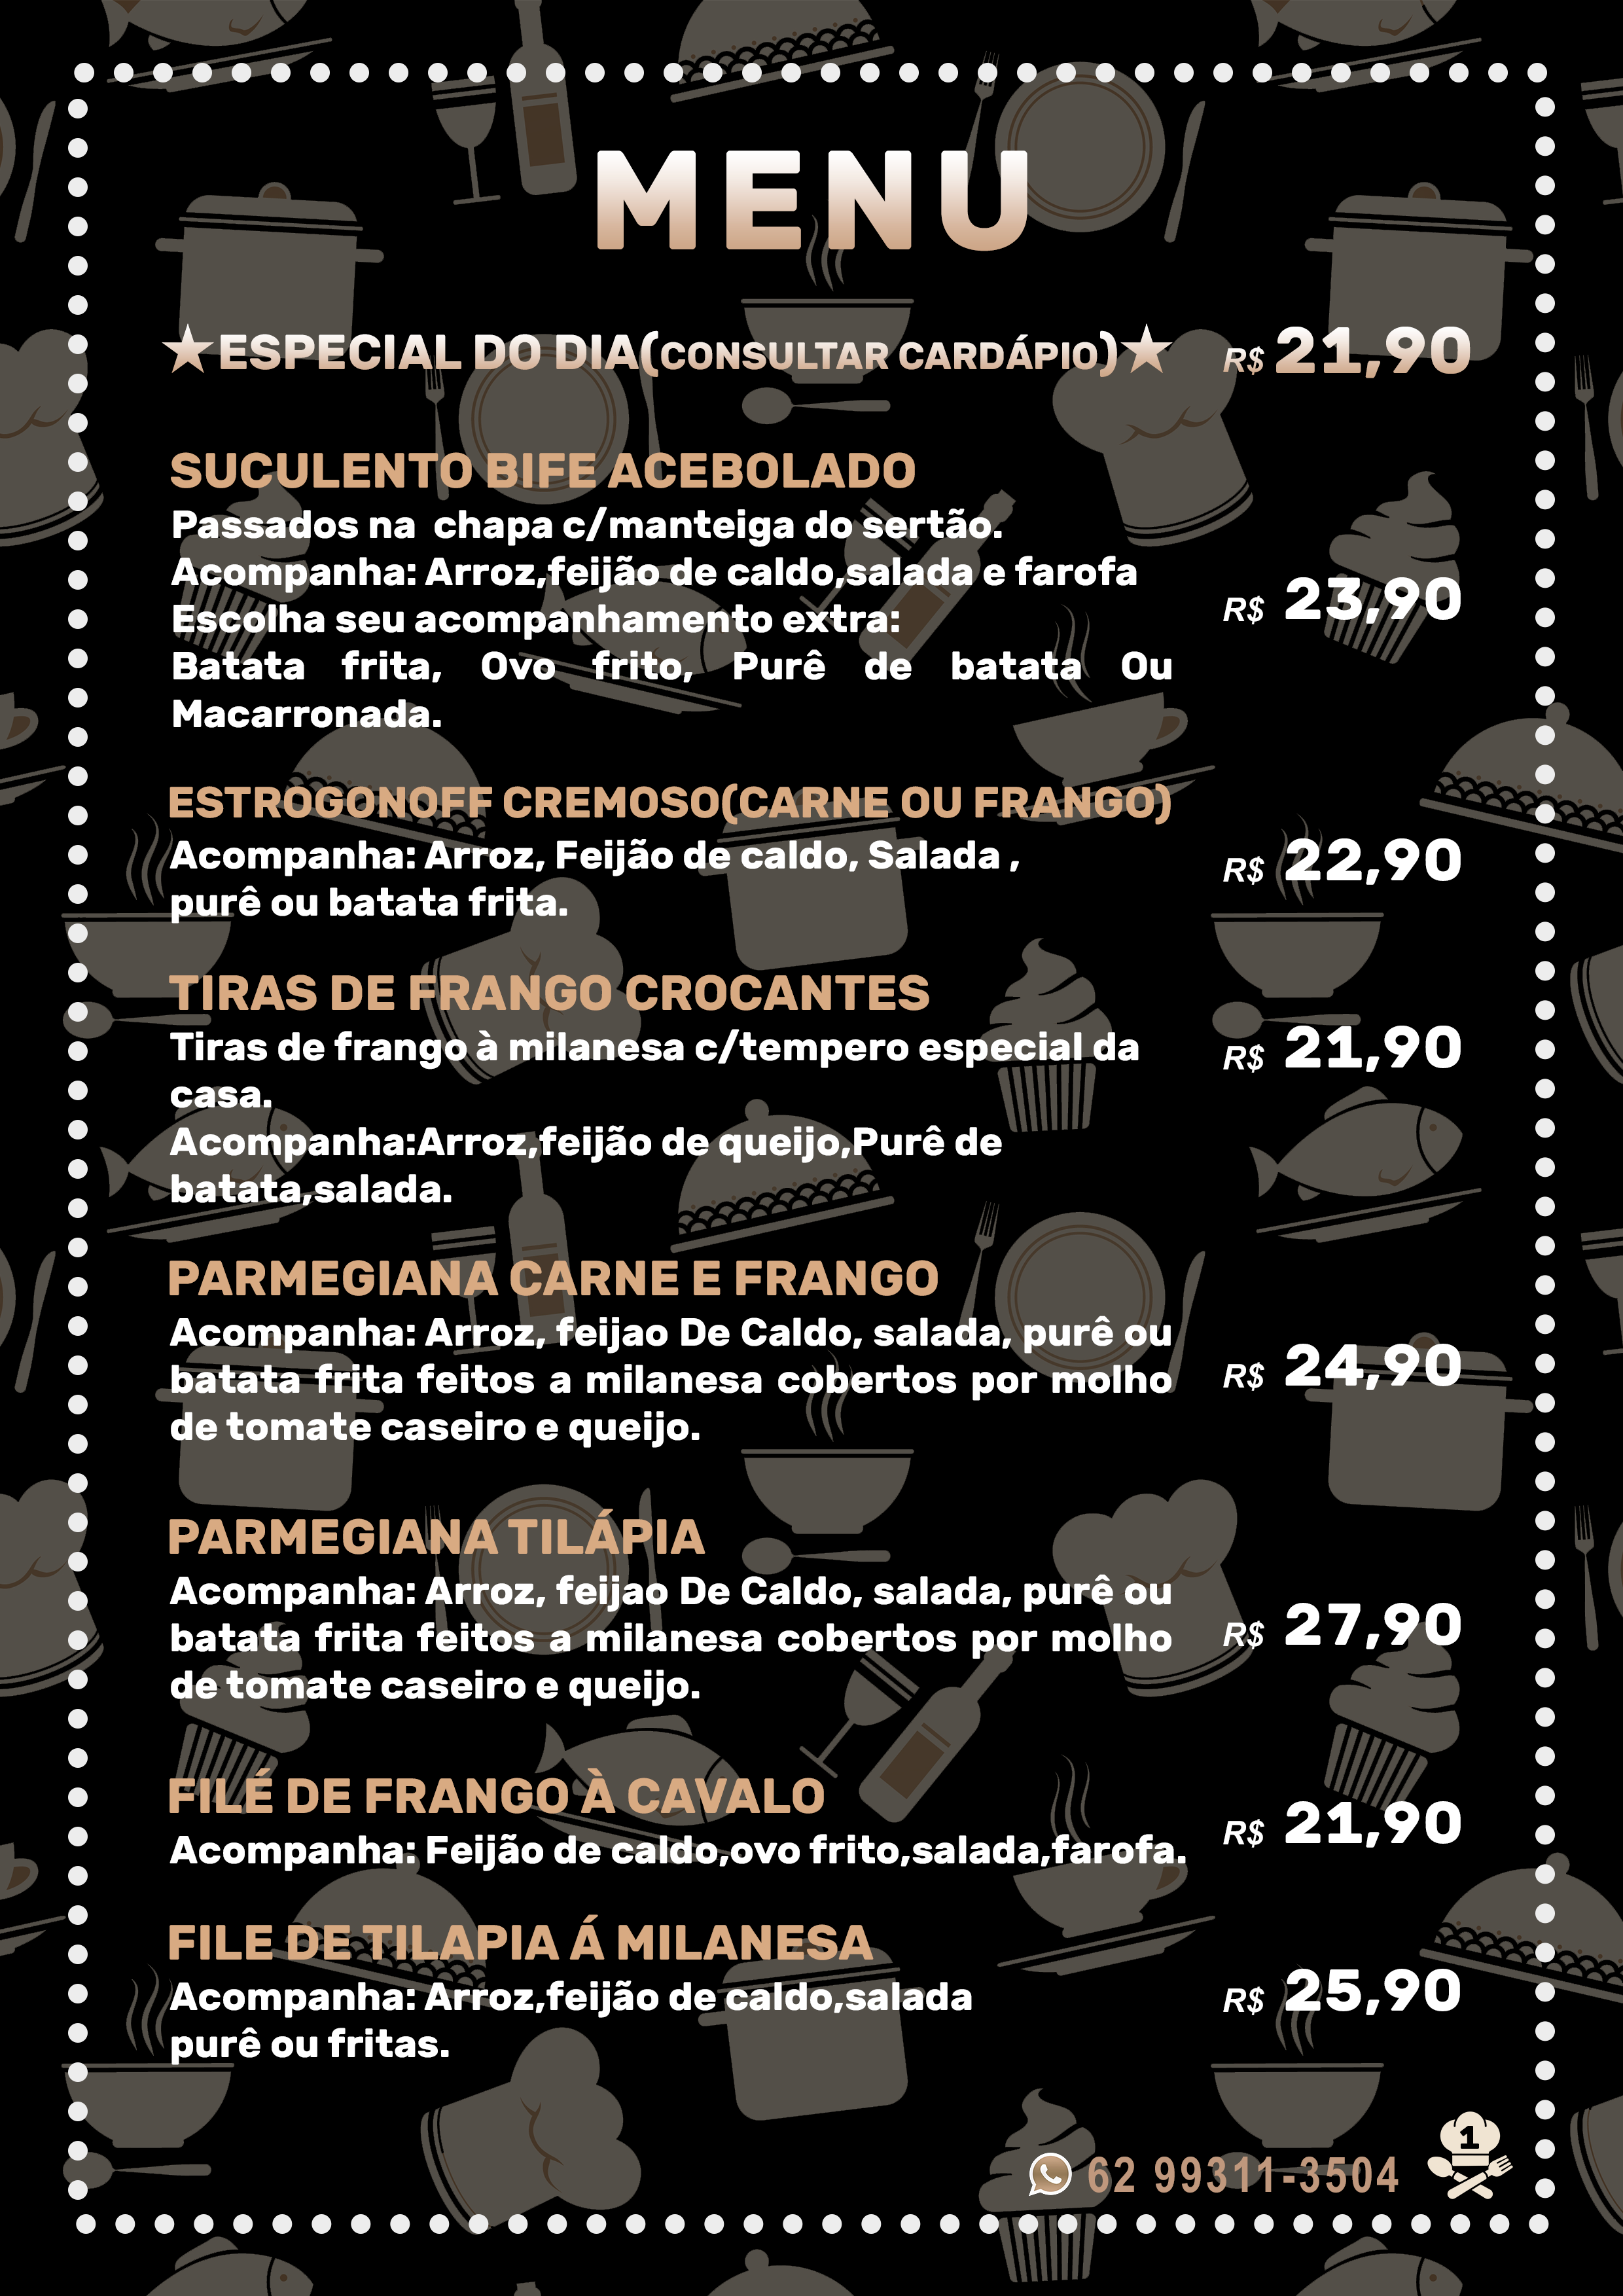 MENU
★ESPECIAL DO DIA(CONSULTAR CARDÁPIO)★ R$ 21,90
SUCULENTO BIFE ACEBOLADO
Passados na chapa c/manteiga do sertão.
Acompanha: Arroz,feijão de caldo,salada e farofa
R$ 23,90
Escolha seu acompanhamento extra:
Batata frita, Ovo frito, Purê de batata Ou
Macarronada.
ESTROGONOFF CREMOSO(CARNE OU FRANGO)
Acompanha: Arroz, Feijão de caldo, Salada ,
R$ 22,90
purê ou batata frita.
TIRAS DE FRANGO CROCANTES
Tiras de frango à milanesa c/tempero especial da
R$ 21,90
casa.
Acompanha:Arroz,feijão de queijo,Purê de
batata,salada.
PARMEGIANA CARNE E FRANGO
Acompanha: Arroz, feijao De Caldo, salada, purê ou
batata frita feitos a milanesa cobertos por molho
R$ 24,90
de tomate caseiro e queijo.
PARMEGIANA TILÁPIA
Acompanha: Arroz, feijao De Caldo, salada, purê ou
batata frita feitos a milanesa cobertos por molho
R$ 27,90
de tomate caseiro e queijo.
FILÉ DE FRANGO À CAVALO
R$ 21,90
Acompanha: Feijão de caldo,ovo frito,salada,farofa.
FILE DE TILAPIA Á MILANESA
Acompanha: Arroz,feijão de caldo,salada
R$ 25,90
purê ou fritas.
1
62 99311-3504